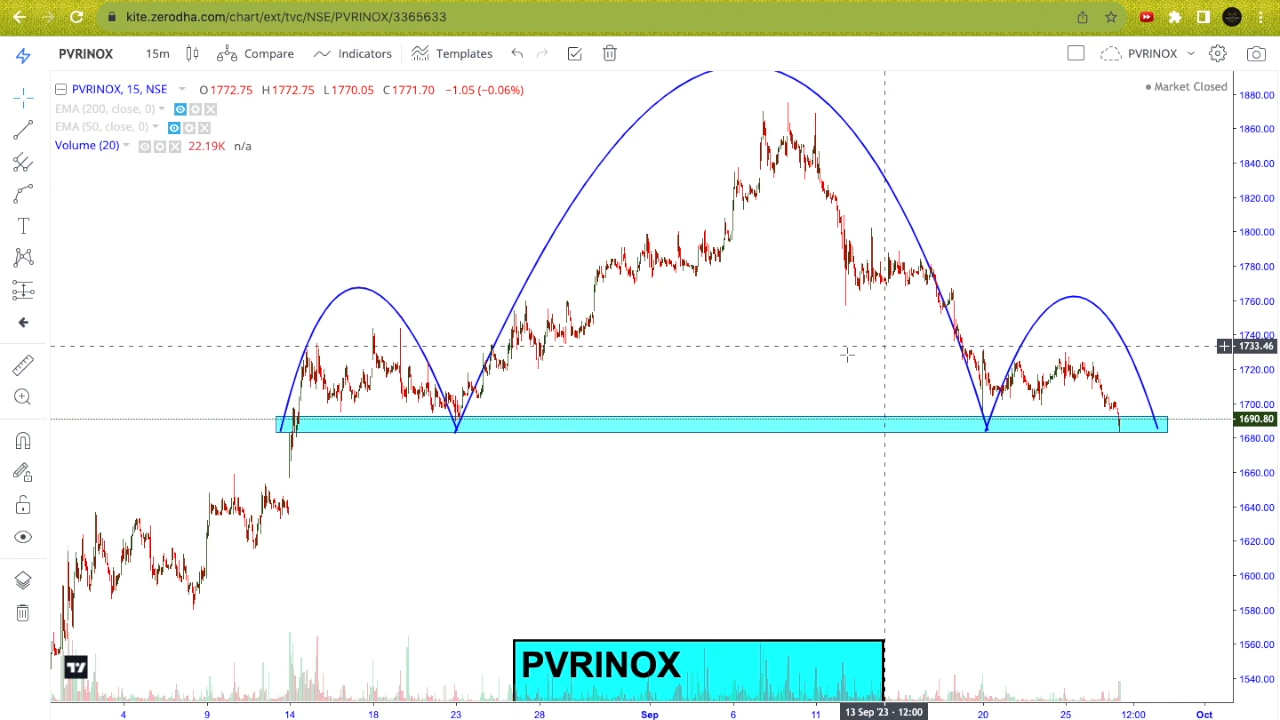 kite.zerodha.com/chart/ext/tvc/NSE/PVRINOX/3365633
PVRINOX 15m Compare Indicators Templates PVRINOX
PVRINOX, 15, NSE O1772.75 H1772.75 L1770.05 C1771.70 −1.05 (−0.06%) Market Closed
EMA (200, close, 0)
EMA (50, close, 0)
Volume (20) 22.19K n/a
1880.00
1860.00
1840.00
1820.00
1800.00
1780.00
1760.00
1740.00
1733.46
1720.00
1700.00
1690.80
1680.00
1660.00
1640.00
1620.00
1600.00
1580.00
1560.00
1540.00
PVRINOX
4 9 14 18 23 28 Sep 6 11 13 Sep '23 - 12:00 20 25 12:00 Oct